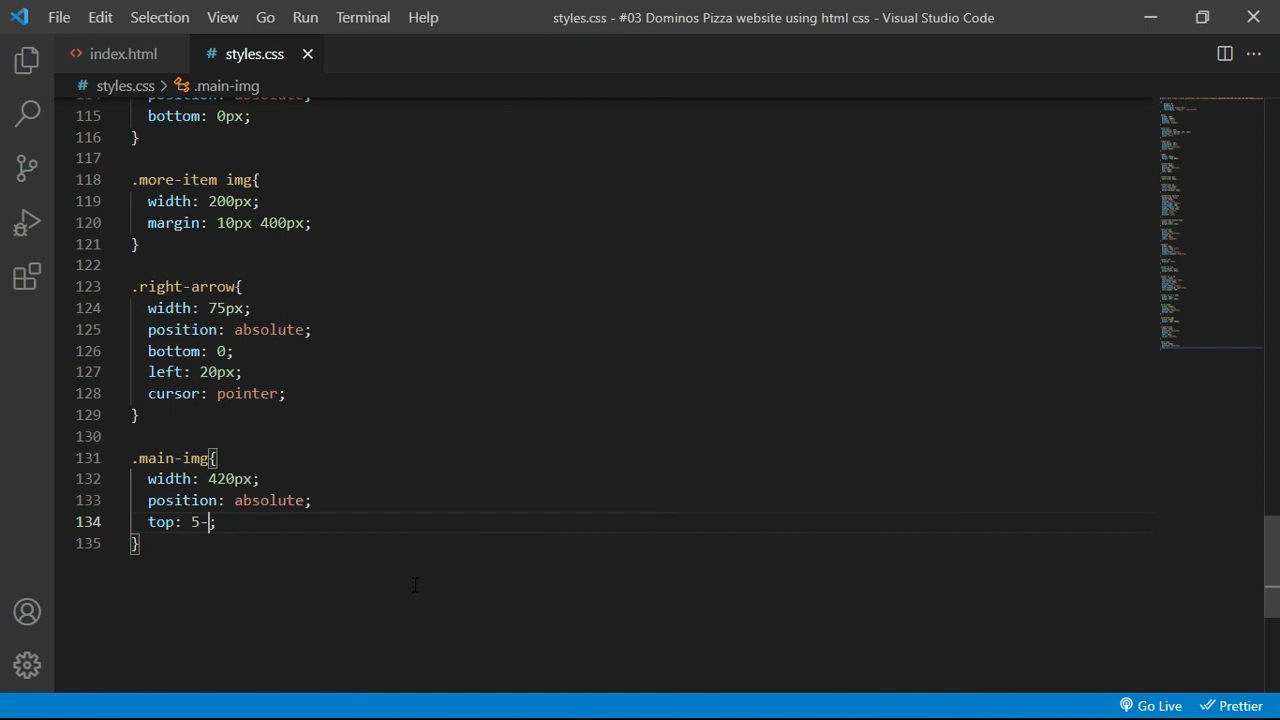 File Edit Selection View Go Run Terminal Help styles.css - #03 Dominos Pizza website using html css - Visual Studio Code
index.html # styles.css
# styles.css > .main-img
114 position: absolute;
115 bottom: 0px;
116 }
117
118 .more-item img{
119 width: 200px;
120 margin: 10px 400px;
121 }
122
123 .right-arrow{
124 width: 75px;
125 position: absolute;
126 bottom: 0;
127 left: 20px;
128 cursor: pointer;
129 }
130
131 .main-img{
132 width: 420px;
133 position: absolute;
134 top: 5-;
135 }
Go Live Prettier